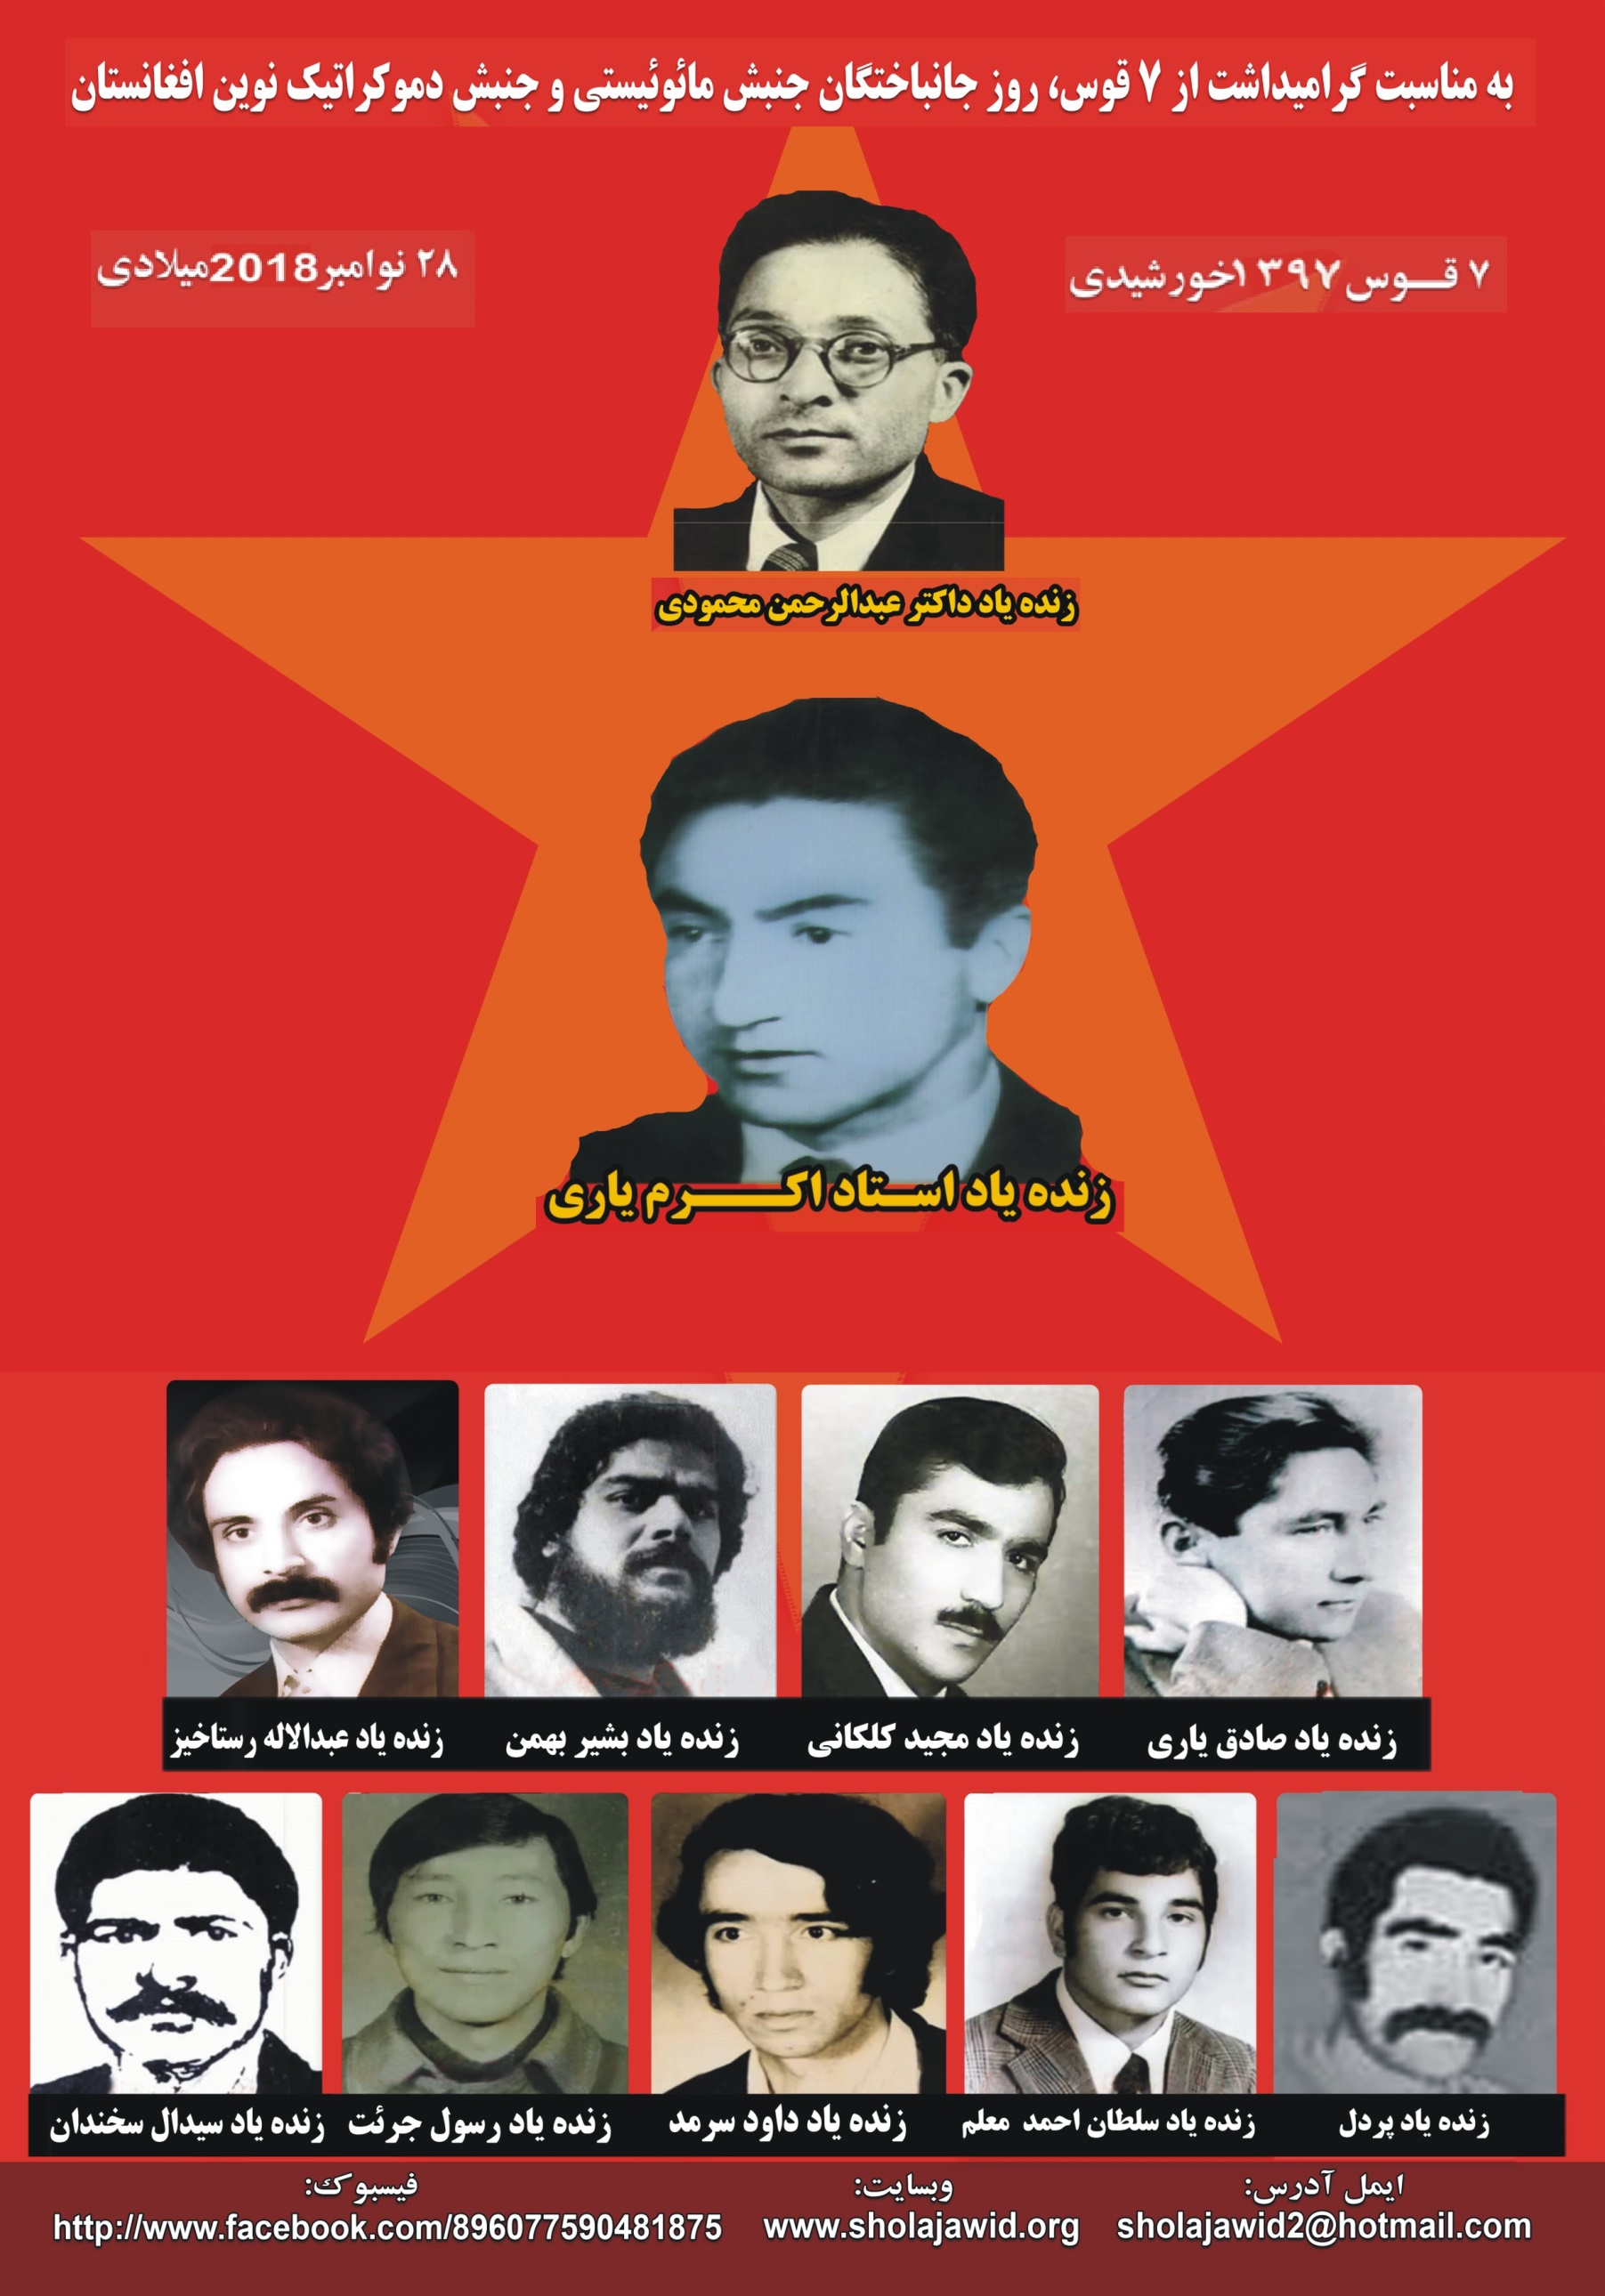 به مناسبت گرامیداشت از ۷ قوس، روز جانباختگان جنبش مائوئیستی و جنبش دموکراتیک نوین افغانستان
۷ قــوس ۱۳۹۷خورشیدی
۲۸ نوامبر2018میلادی
زنده یاد داکتر عبدالرحمن محمودی
زنده یاد اســتاد اکـــــرم یاری
زنده یاد صادق یاری
زنده یاد مجید کلکانی
زنده یاد بشیر بهمن
زنده یاد عبدالاله رستاخیز
زنده یاد پردل
زنده یاد سلطان احمد معلم
زنده یاد داود سرمد
زنده یاد رسول جرئت
زنده یاد سیدال سخندان
ایمل آدرس:
sholajawid2@hotmail.com
وبسایت:
www.sholajawid.org
فیسبوک:
http://www.facebook.com/896077590481875